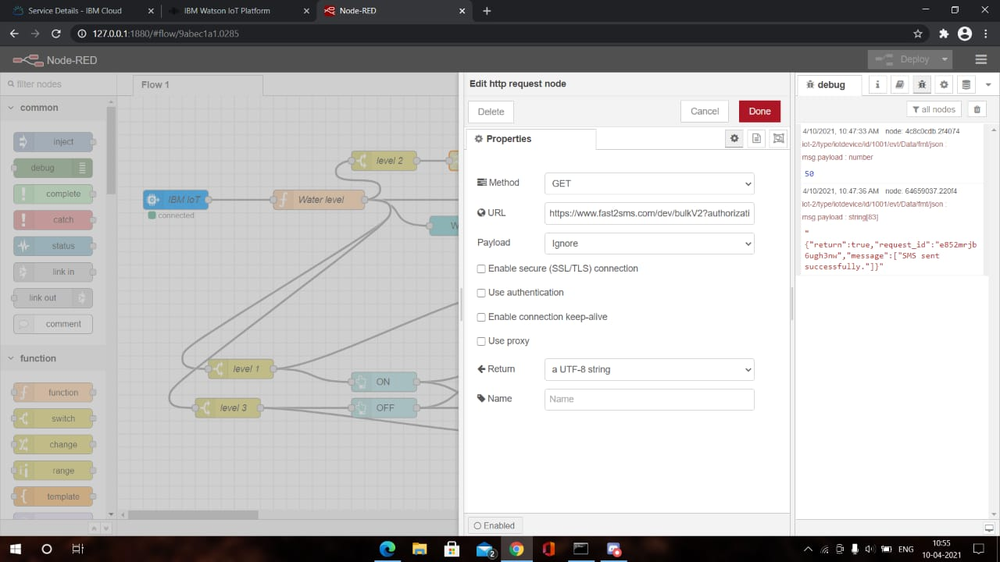 Service Details - IBM Cloud
IBM Watson IoT Platform
Node-RED
127.0.0.1:1880/#flow/9abec1a1.0285
Node-RED
Deploy
filter nodes
Flow 1
common
inject
debug
complete
catch
status
link in
link out
comment
function
function
switch
change
range
template
IBM IoT
connected
Water level
level 2
W
level 1
level 3
ON
OFF
Edit http request node
Delete
Cancel
Done
Properties
Method
GET
URL
https://www.fast2sms.com/dev/bulkV2?authorizati
Payload
Ignore
Enable secure (SSL/TLS) connection
Use authentication
Enable connection keep-alive
Use proxy
Return
a UTF-8 string
Name
Name
Enabled
debug
all nodes
4/10/2021, 10:47:33 AM node: 4c8c0cdb.2f4074
iot-2/type/iotdevice/id/1001/evt/Data/fmt/json :
msg.payload : number
50
4/10/2021, 10:47:36 AM node: 64659037.220f4
iot-2/type/iotdevice/id/1001/evt/Data/fmt/json :
msg.payload : string[83]
"
{"return":true,"request_id":"e852mrjb
6ugh3nw","message":["SMS sent
successfully."]}"
2
ENG
10:55
10-04-2021